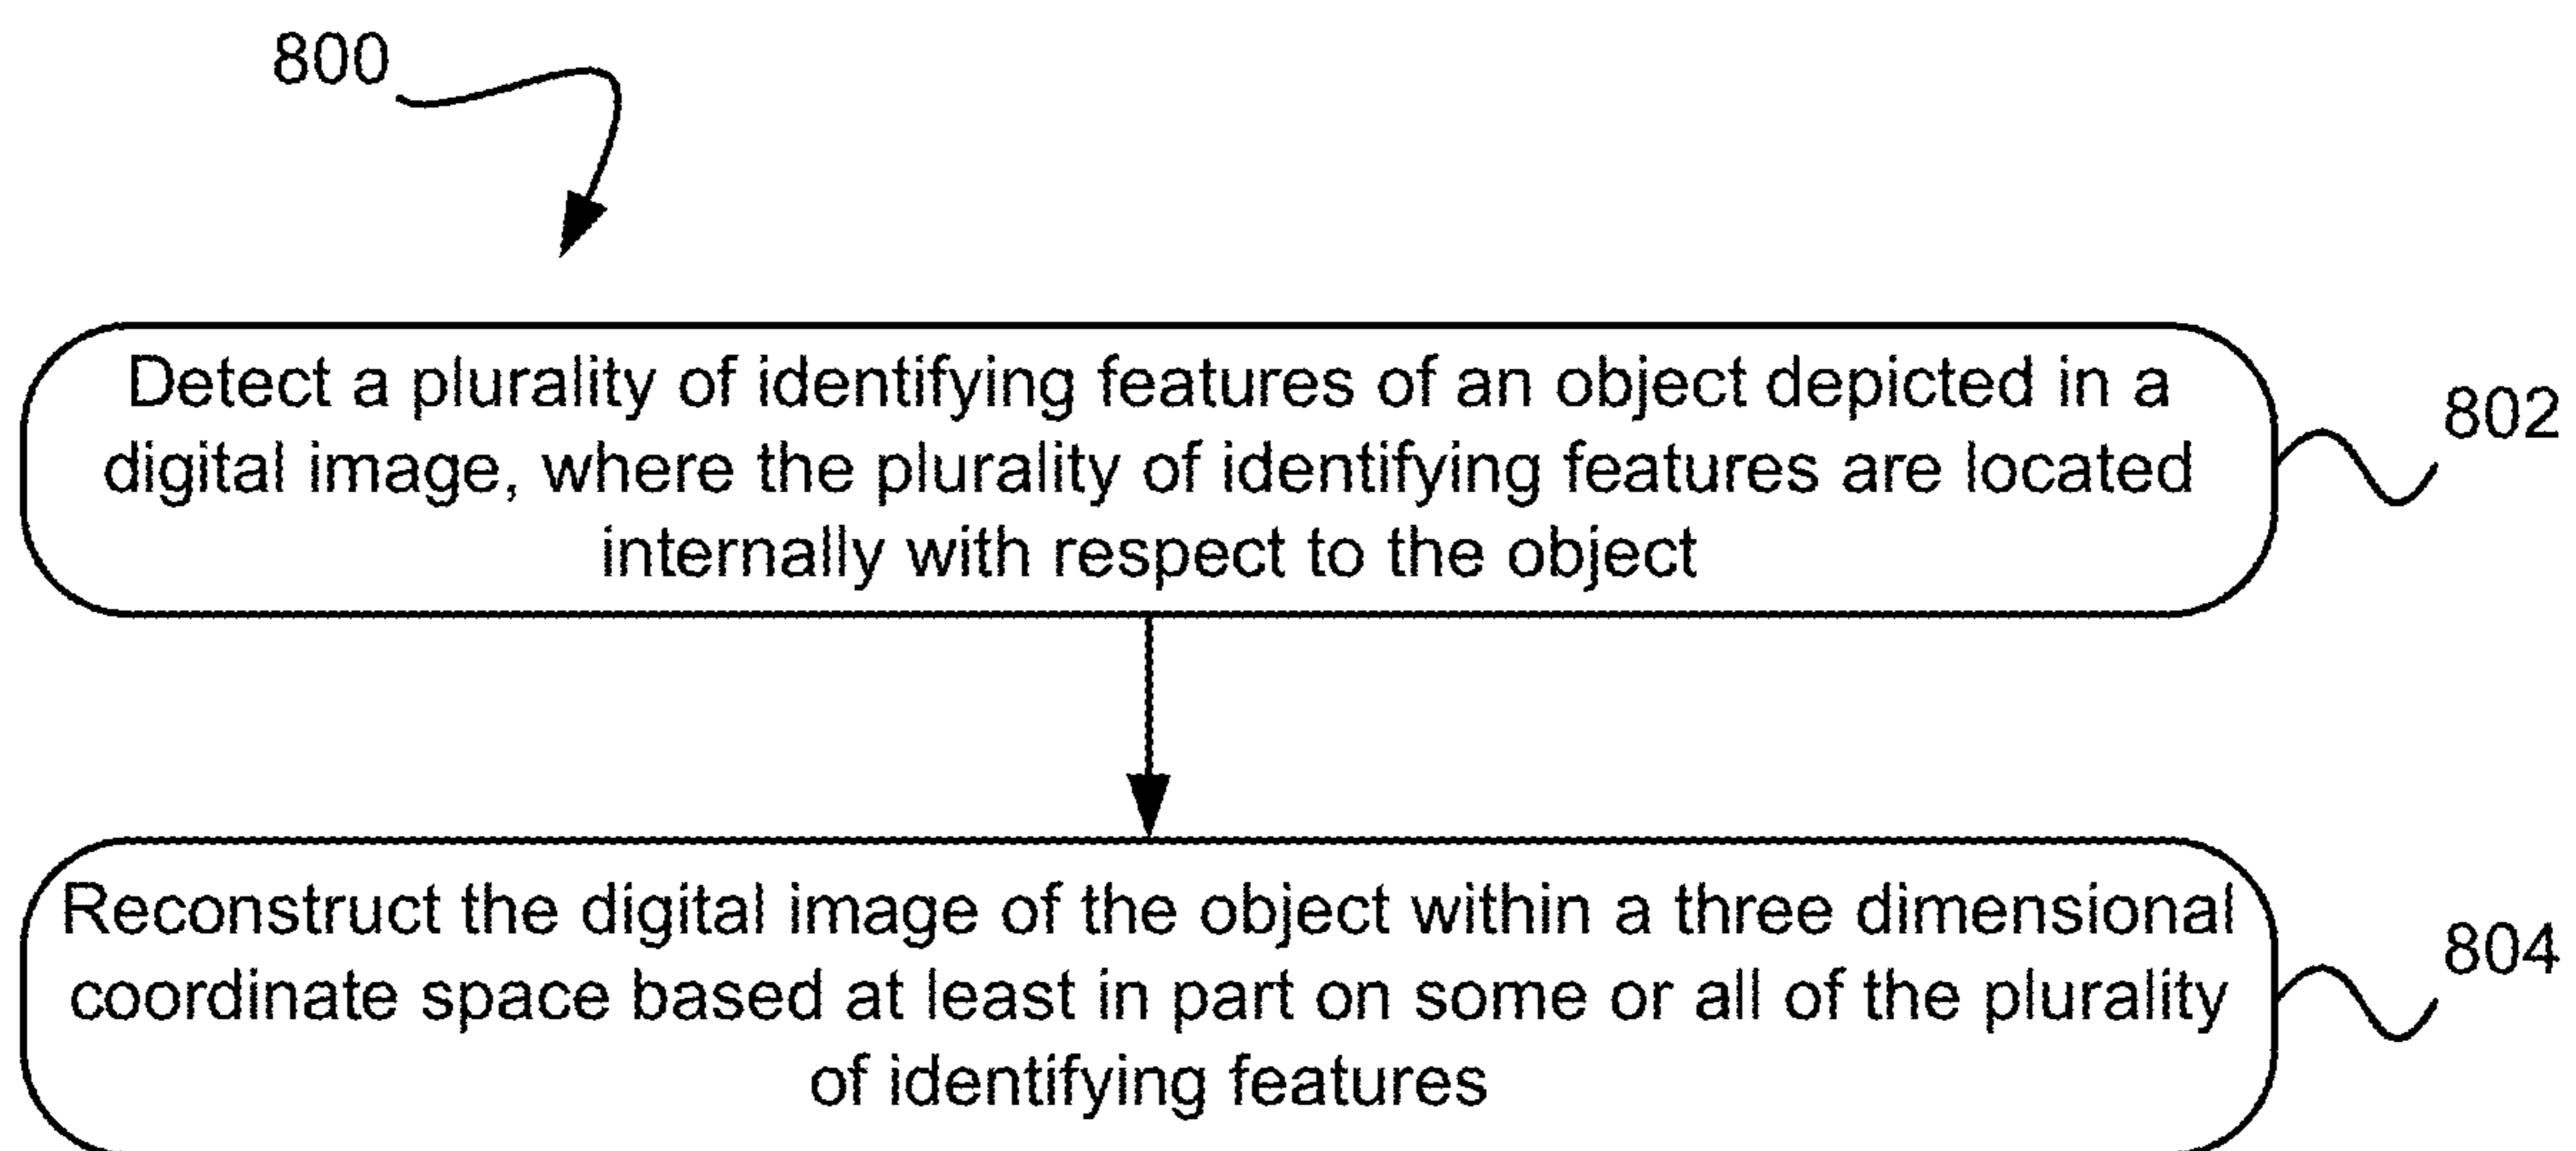 800
Detect a plurality of identifying features of an object depicted in a
digital image, where the plurality of identifying features are located
internally with respect to the object
802
Reconstruct the digital image of the object within a three dimensional
coordinate space based at least in part on some or all of the plurality
of identifying features
804